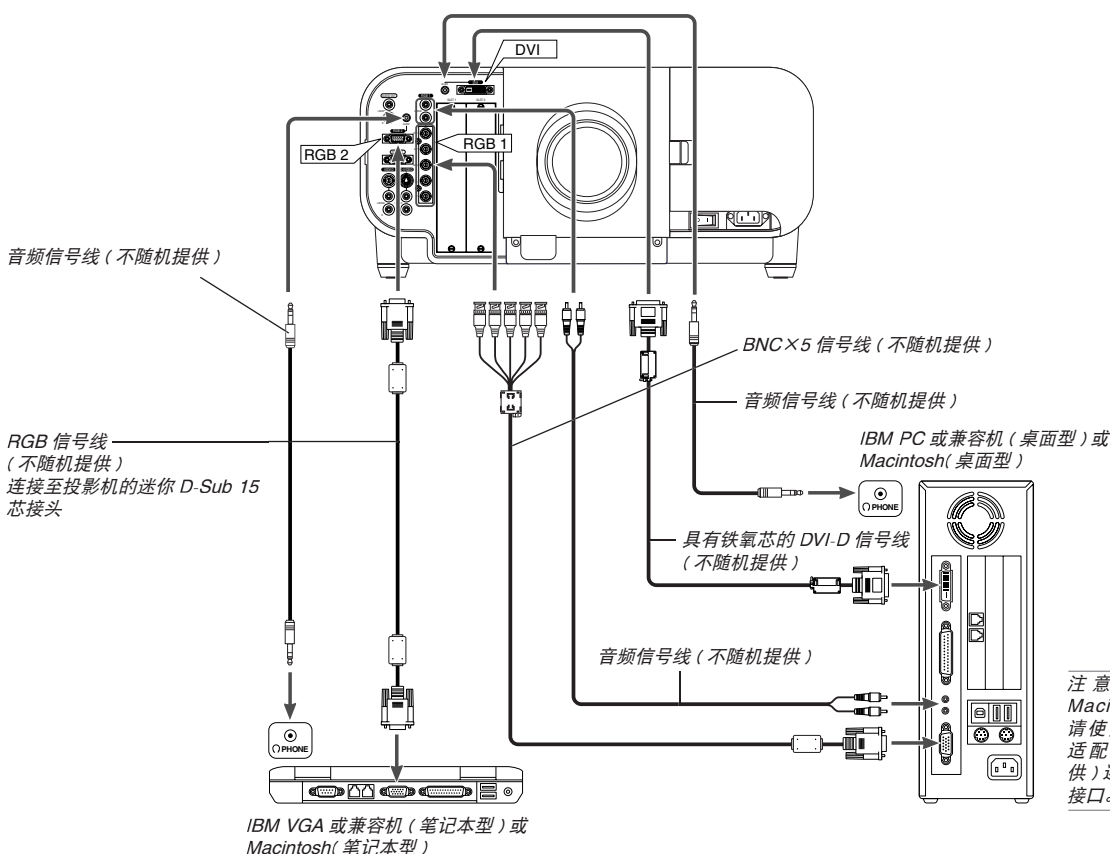 DVI
RGB 1
RGB 2
音频信号线 ( 不随机提供 )
BNC×5 信号线 ( 不随机提供 )
音频信号线 ( 不随机提供 )
IBM PC 或兼容机 ( 桌面型 ) 或
Macintosh( 桌面型 )
PHONE
RGB 信号线
( 不随机提供 )
连接至投影机的迷你 D-Sub 15
芯接头
具有铁氧芯的 DVI-D 信号线
( 不随机提供 )
音频信号线 ( 不随机提供 )
注 意
Maci
请使
适 配
供 )
接口。
PHONE
IBM VGA 或兼容机 ( 笔记本型 ) 或
Macintosh( 笔记本型 )